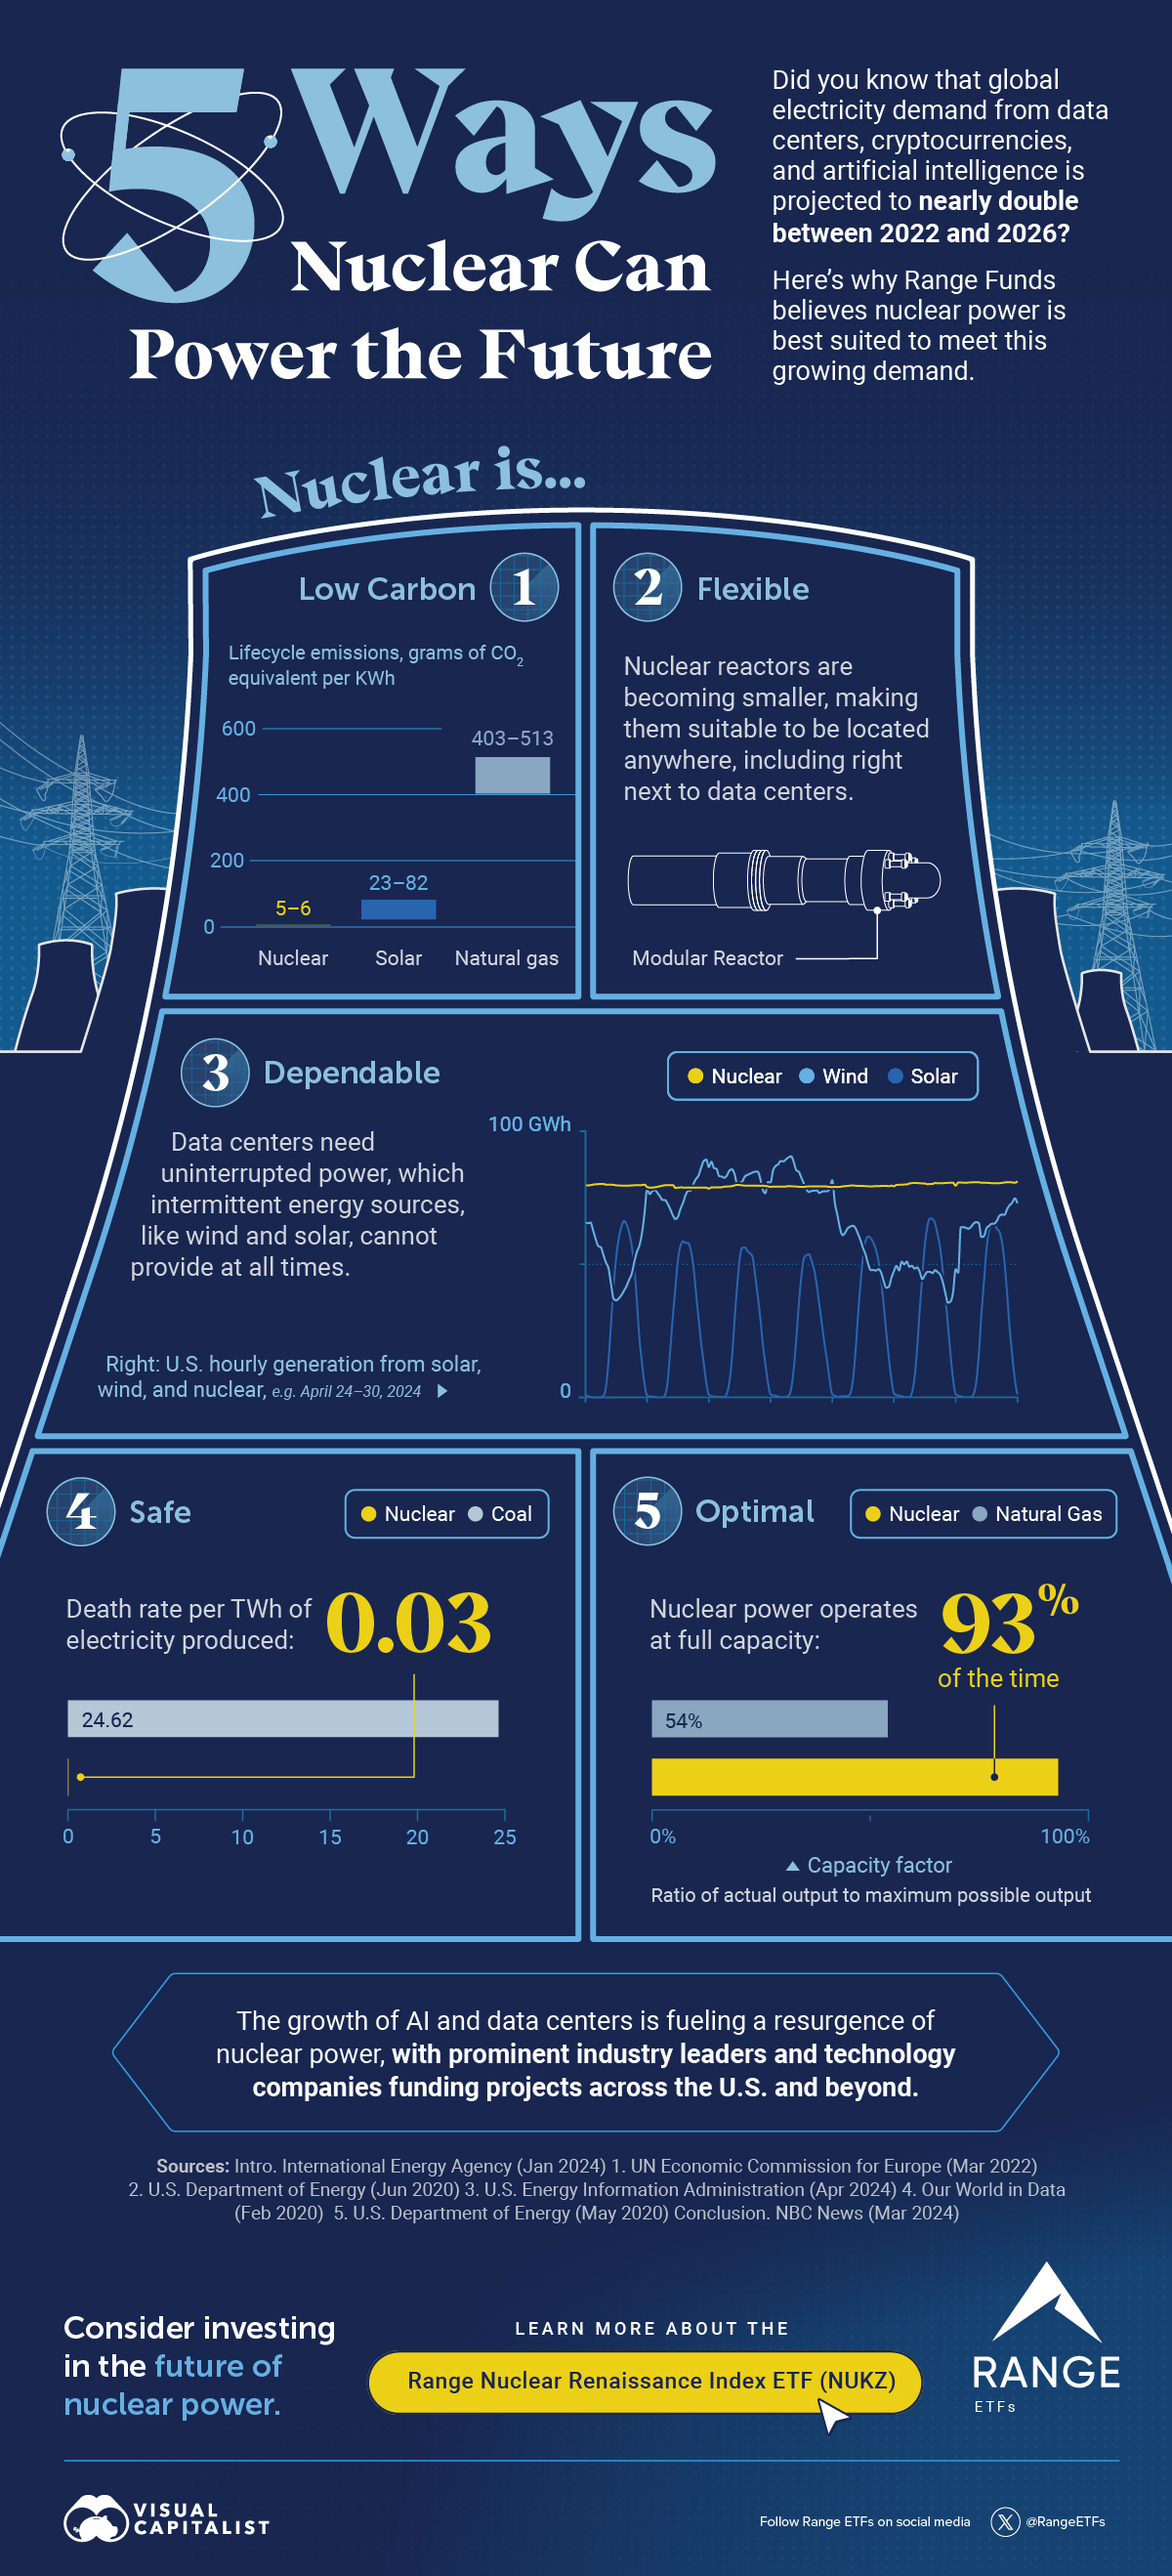 5 Ways
Nuclear Can
Power the Future
Did you know that global
electricity demand from data
centers, cryptocurrencies,
and artificial intelligence is
projected to nearly double
between 2022 and 2026?
Here's why Range Funds
believes nuclear power is
best suited to meet this
growing demand.
Nuclear is...
Low Carbon 1
Lifecycle emissions, grams of CO₂
equivalent per KWh
600
403–513
400
200
23–82
5–6
0
Nuclear Solar Natural gas
2 Flexible
Nuclear reactors are
becoming smaller, making
them suitable to be located
anywhere, including right
next to data centers.
Modular Reactor
3 Dependable
Nuclear Wind Solar
Data centers need
uninterrupted power, which
intermittent energy sources,
like wind and solar, cannot
provide at all times.
Right: U.S. hourly generation from solar,
wind, and nuclear, e.g. April 24–30, 2024
100 GWh
0
4 Safe
Nuclear Coal
Death rate per TWh of
electricity produced:
0.03
24.62
0 5 10 15 20 25
5 Optimal
Nuclear Natural Gas
Nuclear power operates
at full capacity:
93%
of the time
54%
0% 100%
Capacity factor
Ratio of actual output to maximum possible output
The growth of AI and data centers is fueling a resurgence of
nuclear power, with prominent industry leaders and technology
companies funding projects across the U.S. and beyond.
Sources: Intro. International Energy Agency (Jan 2024) 1. UN Economic Commission for Europe (Mar 2022)
2. U.S. Department of Energy (Jun 2020) 3. U.S. Energy Information Administration (Apr 2024) 4. Our World in Data
(Feb 2020) 5. U.S. Department of Energy (May 2020) Conclusion. NBC News (Mar 2024)
Consider investing
in the future of
nuclear power.
LEARN MORE ABOUT THE
Range Nuclear Renaissance Index ETF (NUKZ)
RANGE
ETFs
VISUAL
CAPITALIST
Follow Range ETFs on social media
@RangeETFs